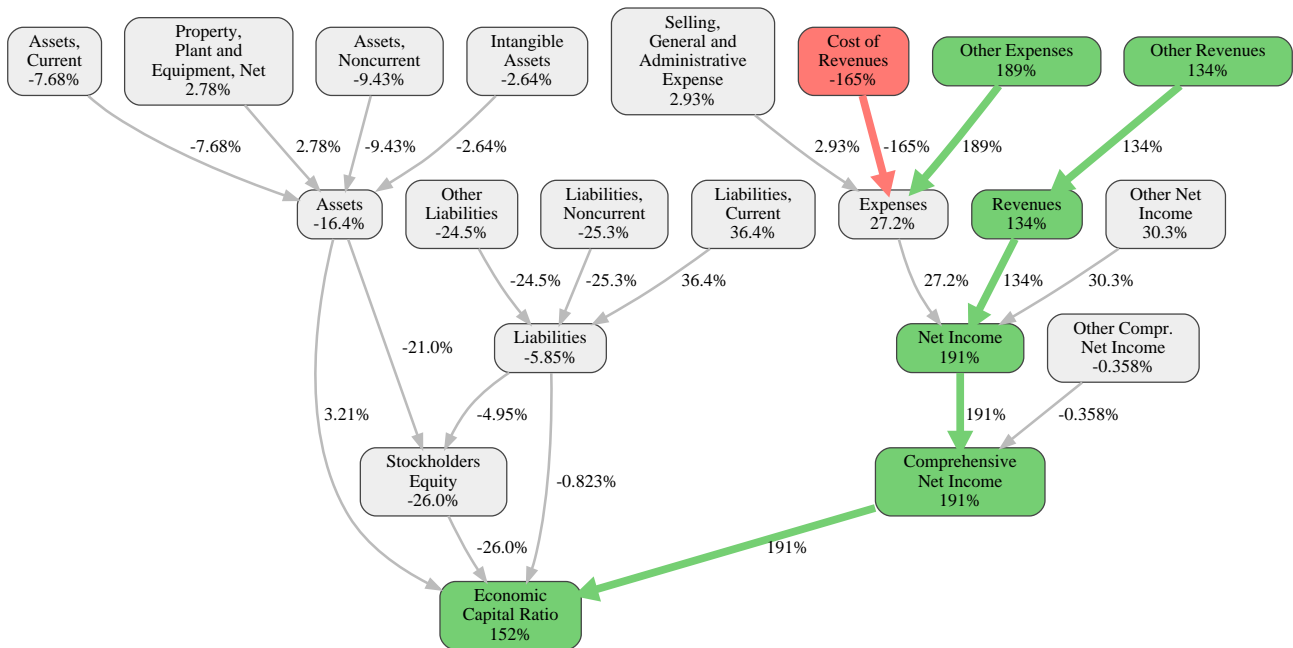 Assets,
Current
-7.68%
Property,
Plant and
Equipment, Net
2.78%
Assets,
Noncurrent
-9.43%
Intangible
Assets
-2.64%
Selling,
General and
Administrative
Expense
2.93%
Cost of
Revenues
-165%
Other Expenses
189%
Other Revenues
134%
-7.68%
2.78%
-9.43%
-2.64%
2.93%
-165%
189%
134%
Assets
-16.4%
Other
Liabilities
-24.5%
Liabilities,
Noncurrent
-25.3%
Liabilities,
Current
36.4%
Expenses
27.2%
Revenues
134%
Other Net
Income
30.3%
-24.5%
-25.3%
36.4%
27.2%
134%
30.3%
Liabilities
-5.85%
Net Income
191%
Other Compr.
Net Income
-0.358%
-21.0%
3.21%
-4.95%
-0.823%
191%
-0.358%
Stockholders
Equity
-26.0%
Comprehensive
Net Income
191%
-26.0%
191%
Economic
Capital Ratio
152%